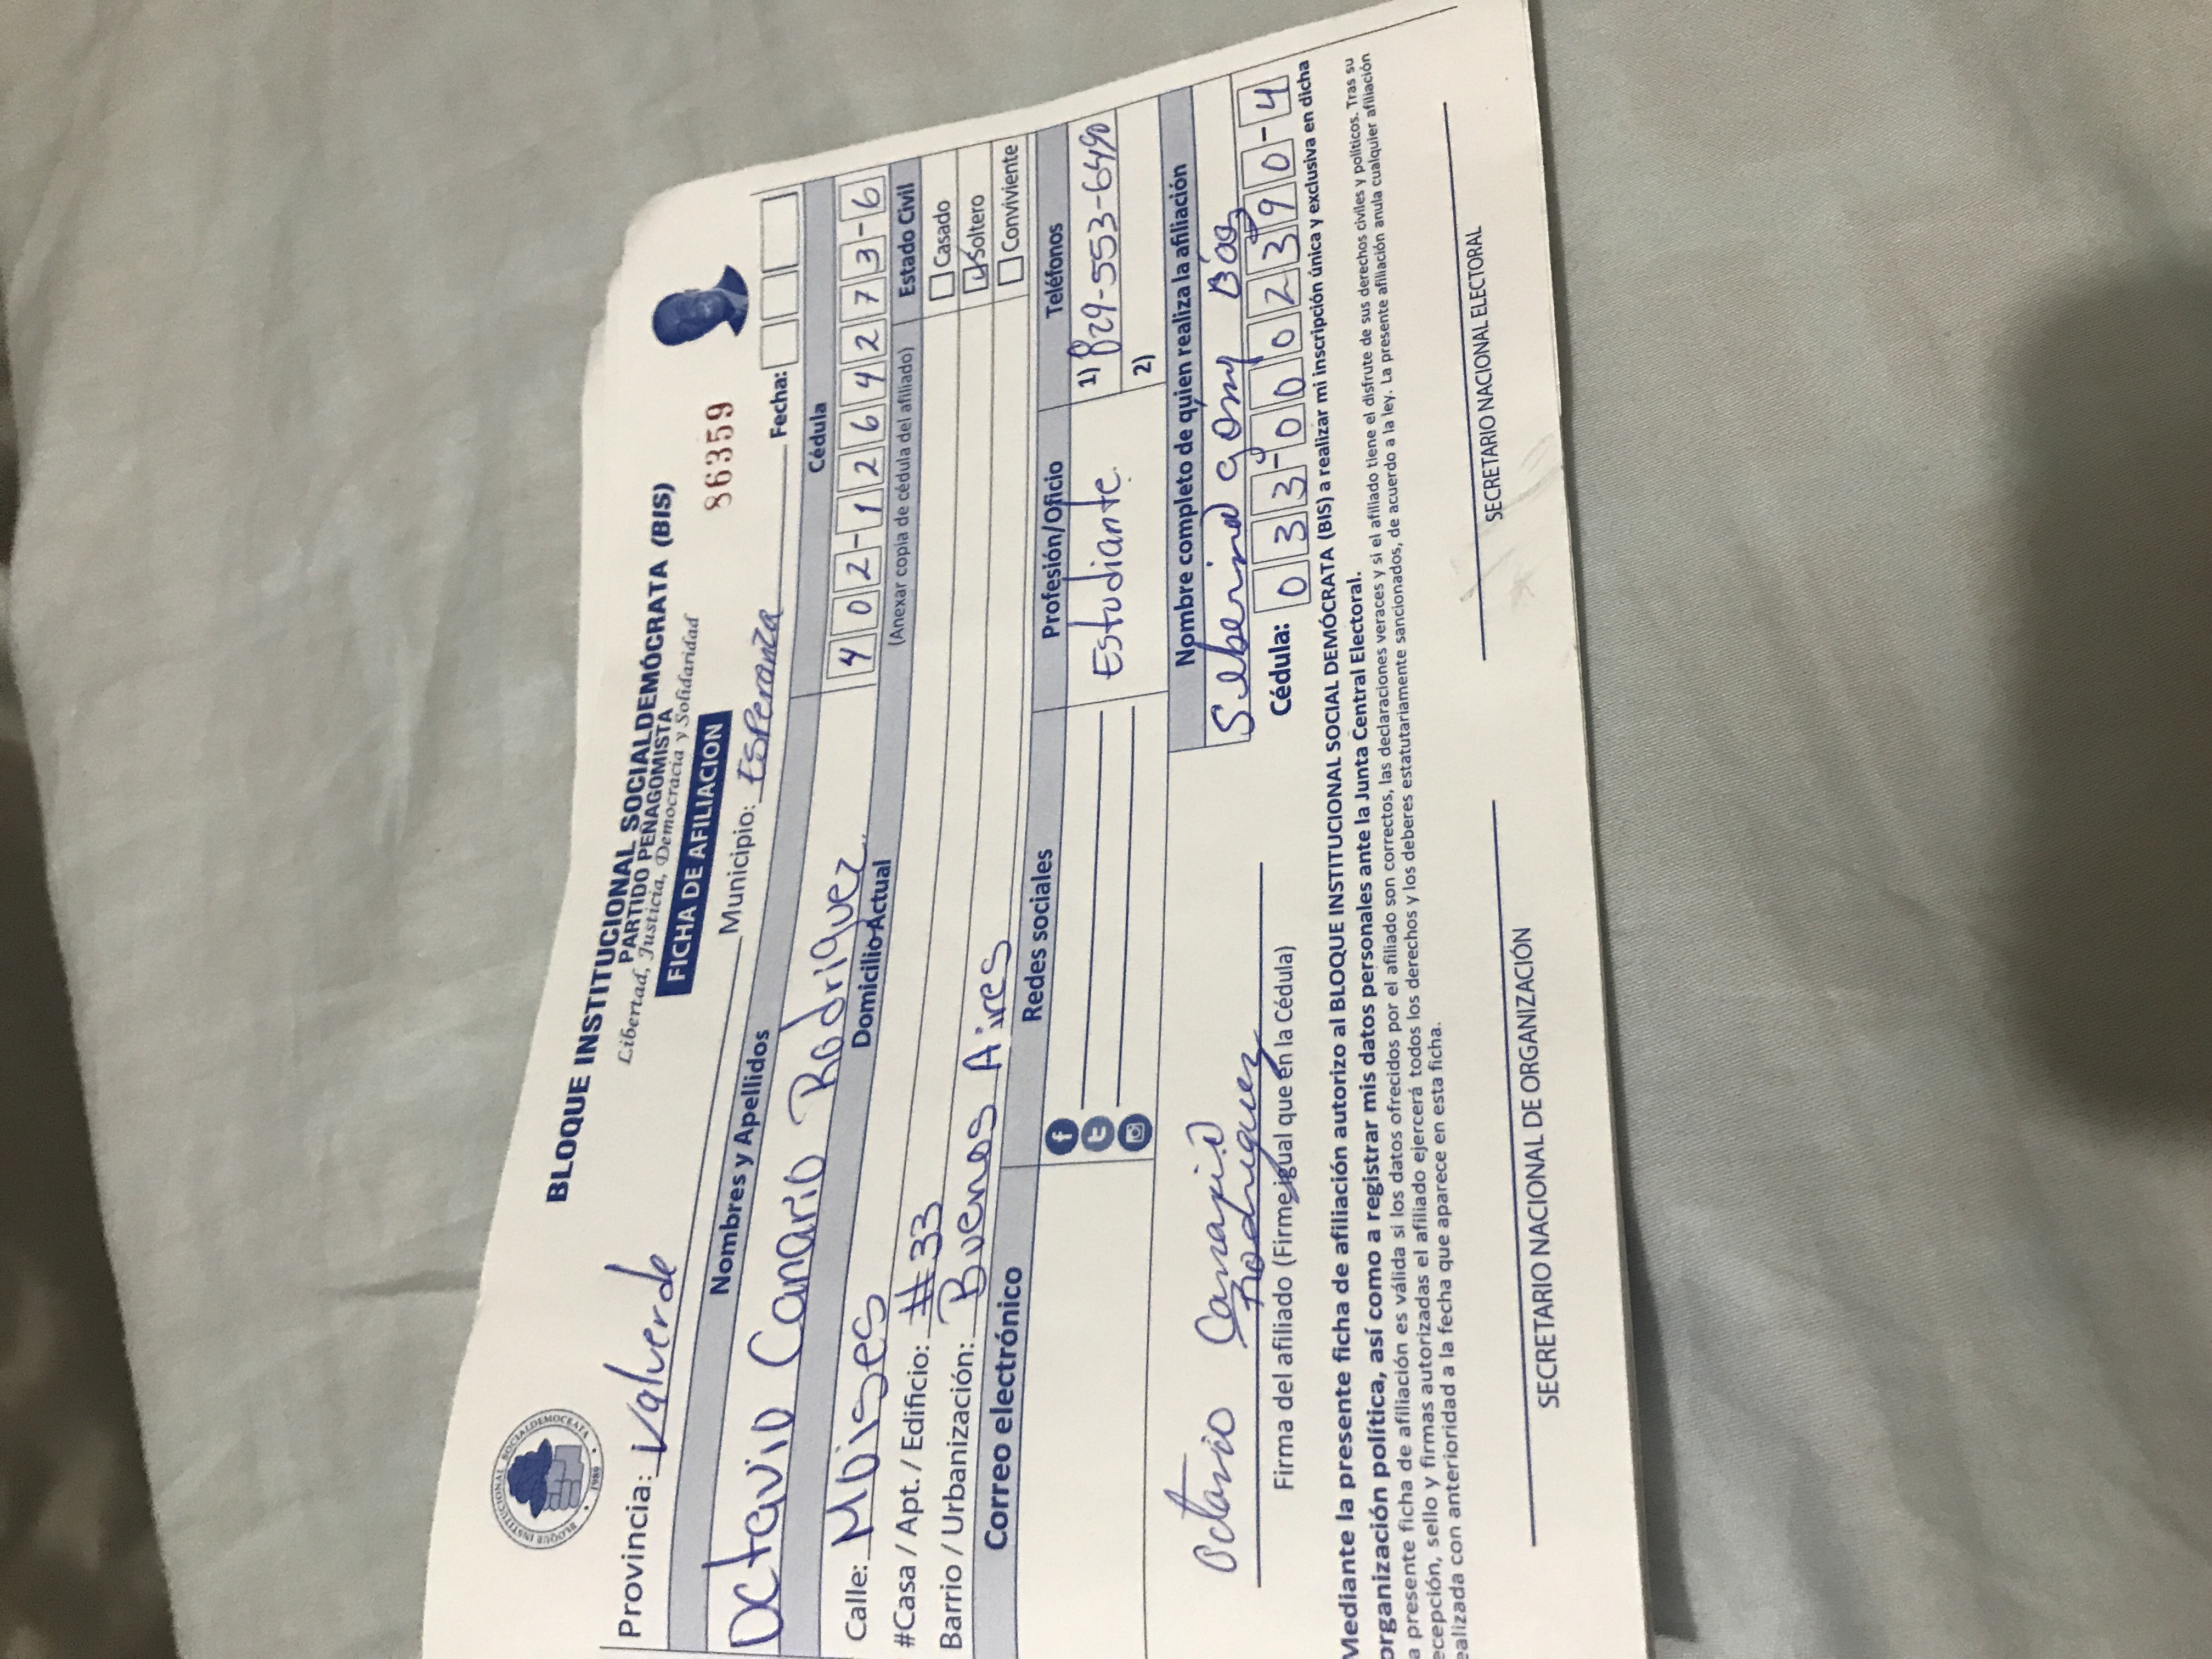 BLOQUE INSTITUCIONAL SOCIALDEMOCRATA • 1989 •
BLOQUE INSTITUCIONAL SOCIALDEMÓCRATA (BIS)
PARTIDO PEÑAGOMISTA
Libertad, Justicia, Democracia y Solidaridad
FICHA DE AFILIACION
86359
Provincia: Valverde Municipio: Esperanza Fecha:
Nombres y Apellidos Cédula
Octavio Canario Rodriguez 402-1264273-6
Domicilio Actual (Anexar copia de cédula del afiliado) Estado Civil
Calle: Moises Casado
#Casa / Apt. / Edificio: #33 Soltero
Barrio / Urbanización: Buenos Aires Conviviente
Correo electrónico Redes sociales Profesión/Oficio Teléfonos
Estudiante 1) 829-553-6490
2)
Nombre completo de quien realiza la afiliación
Octavio Canario
Rodriguez
Cédula: 033-0002390-4
Firma del afiliado (Firme igual que en la Cédula)
Mediante la presente ficha de afiliación autorizo al BLOQUE INSTITUCIONAL SOCIAL DEMÓCRATA (BIS) a realizar mi inscripción única y exclusiva en dicha
organización política, así como a registrar mis datos personales ante la Junta Central Electoral.
a presente ficha de afiliación es válida si los datos ofrecidos por el afiliado son correctos, las declaraciones veraces y si el afiliado tiene el disfrute de sus derechos civiles y políticos. Tras su
ecepción, sello y firmas autorizadas el afiliado ejercerá todos los derechos y los deberes estatutariamente sancionados, de acuerdo a la ley. La presente afiliación anula cualquier afiliación
ealizada con anterioridad a la fecha que aparece en esta ficha.
SECRETARIO NACIONAL DE ORGANIZACIÓN SECRETARIO NACIONAL ELECTORAL